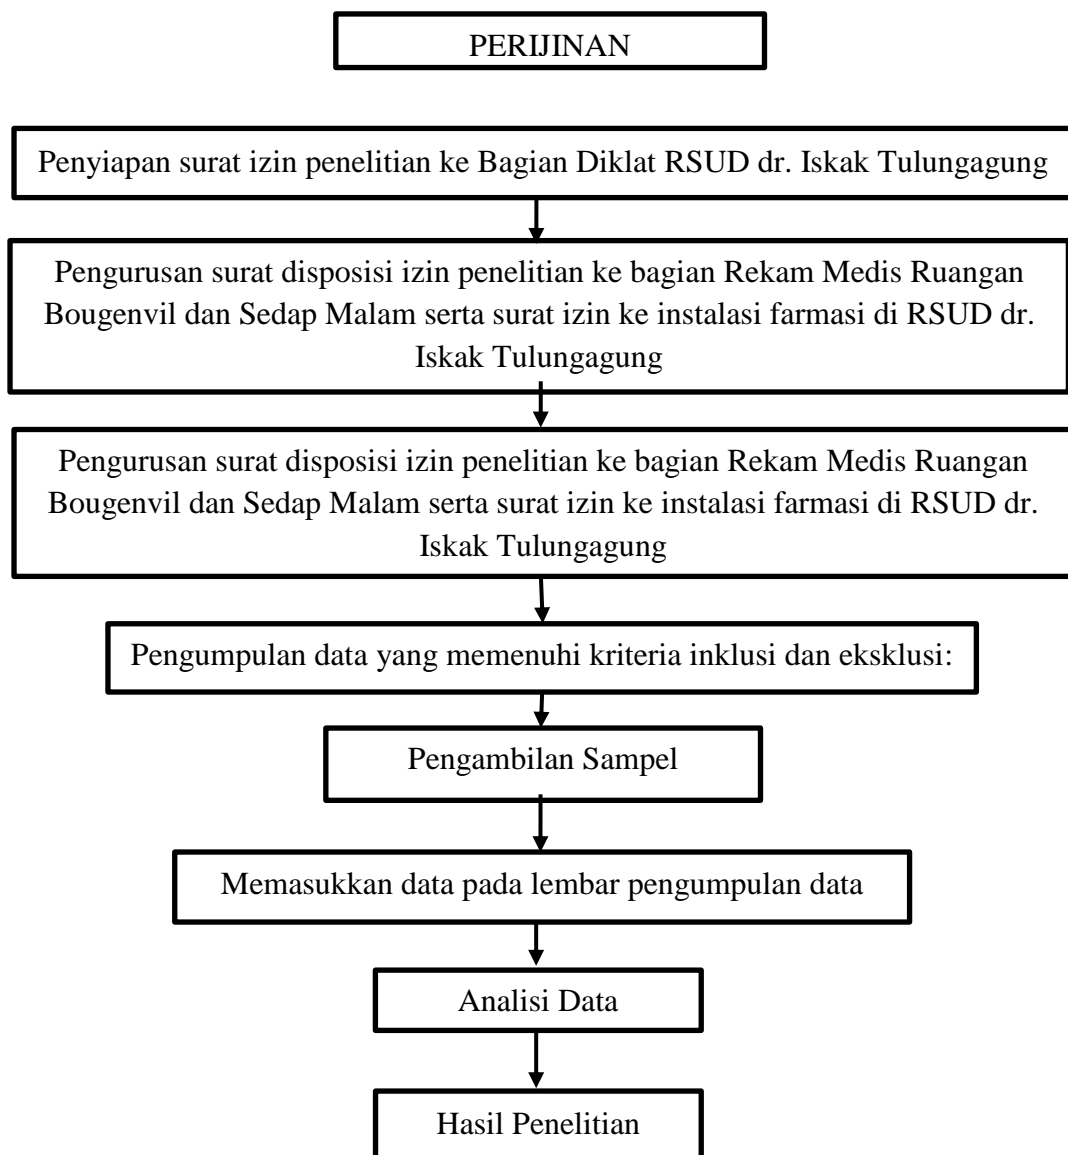 PERIJINAN
Penyiapan surat izin penelitian ke Bagian Diklat RSUD dr. Iskak Tulungagung
Pengurusan surat disposisi izin penelitian ke bagian Rekam Medis Ruangan
Bougenvil dan Sedap Malam serta surat izin ke instalasi farmasi di RSUD dr.
Iskak Tulungagung
Pengurusan surat disposisi izin penelitian ke bagian Rekam Medis Ruangan
Bougenvil dan Sedap Malam serta surat izin ke instalasi farmasi di RSUD dr.
Iskak Tulungagung
Pengumpulan data yang memenuhi kriteria inklusi dan eksklusi:
Pengambilan Sampel
Memasukkan data pada lembar pengumpulan data
Analisi Data
Hasil Penelitian